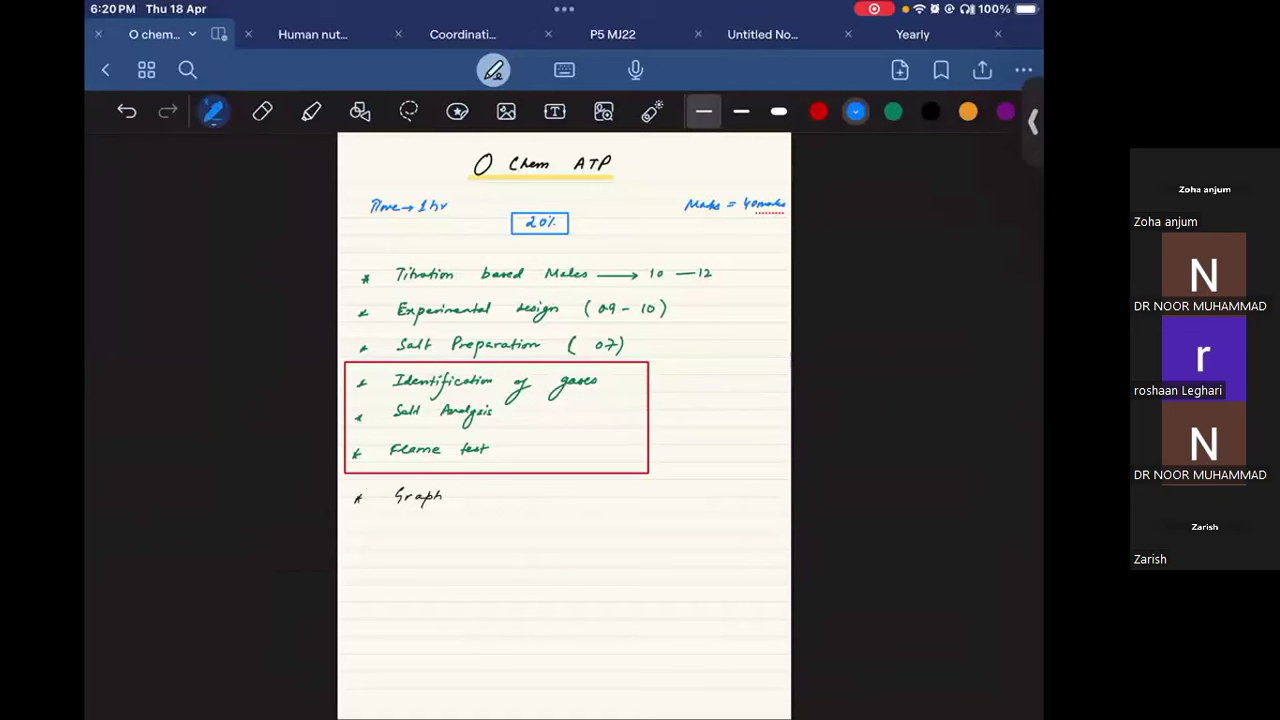 6:20 PM Thu 18 Apr
100%
O chem...
Human nut...
Coordinati...
P5 MJ22
Untitled No...
Yearly
O Chem ATP
Time → 1 hr
Marks = 40 marks
20%
* Titration based Moles → 10 — 12
* Experimental design ( 09 - 10 )
* Salt Preparation ( 07)
* Identification of gases
* Salt Analysis
* Flame test
* Graph
Zoha anjum
Zoha anjum
N
DR NOOR MUHAMMAD
r
roshaan Leghari
N
DR NOOR MUHAMMAD
Zarish
Zarish